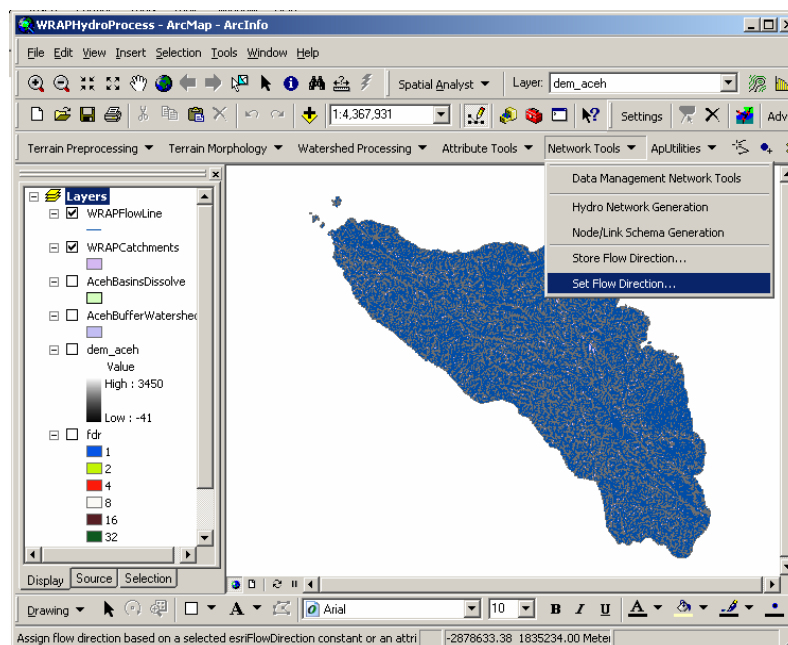 WRAPHydroProcess - ArcMap - ArcInfo
File Edit View Insert Selection Tools Window Help
Spatial Analyst Layer: dem_aceh
1:4,367,931 Settings Adv
Terrain Preprocessing Terrain Morphology Watershed Processing Attribute Tools Network Tools ApUtilities
Data Management Network Tools
Hydro Network Generation
Node/Link Schema Generation
Store Flow Direction...
Set Flow Direction...
Layers
WRAPFlowLine
WRAPCatchments
AcehBasinsDissolve
AcehBufferWatershed
dem_aceh
Value
High : 3450
Low : -41
fdr
1
2
4
8
16
32
Display Source Selection
Drawing A Arial 10 B I U A
Assign flow direction based on a selected esriFlowDirection constant or an attri -2878633.38 1835234.00 Meter